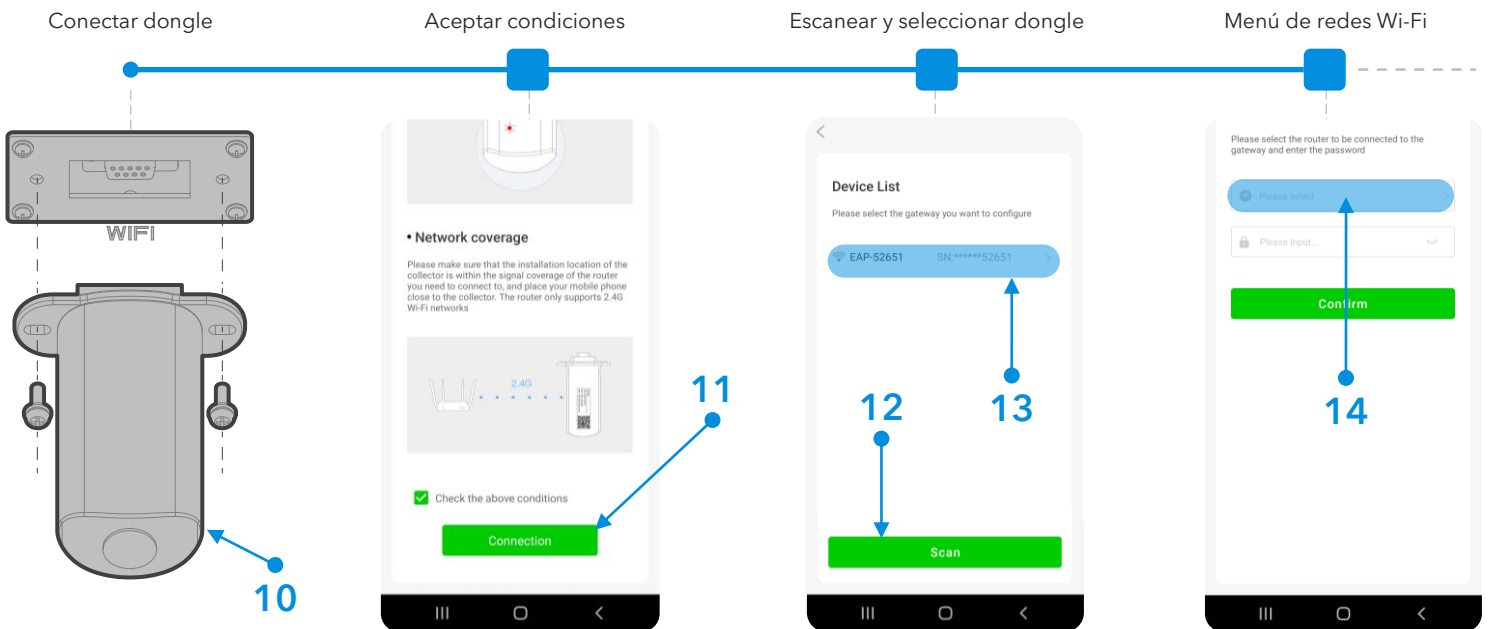 Conectar dongle
Aceptar condiciones
Escanear y seleccionar dongle
Menú de redes Wi-Fi
WIFI
10
• Network coverage
Please make sure that the installation location of the
collector is within the signal coverage of the router
you need to connect to, and place your mobile phone
close to the collector. The router only supports 2.4G
Wi-Fi networks
2.4G
11
Check the above conditions
Connection
Device List
Please select the gateway you want to configure
EAP-52651 SN:******52651
12
13
Scan
Please select the router to be connected to the
gateway and enter the password
Please select
Please Input...
Confirm
14